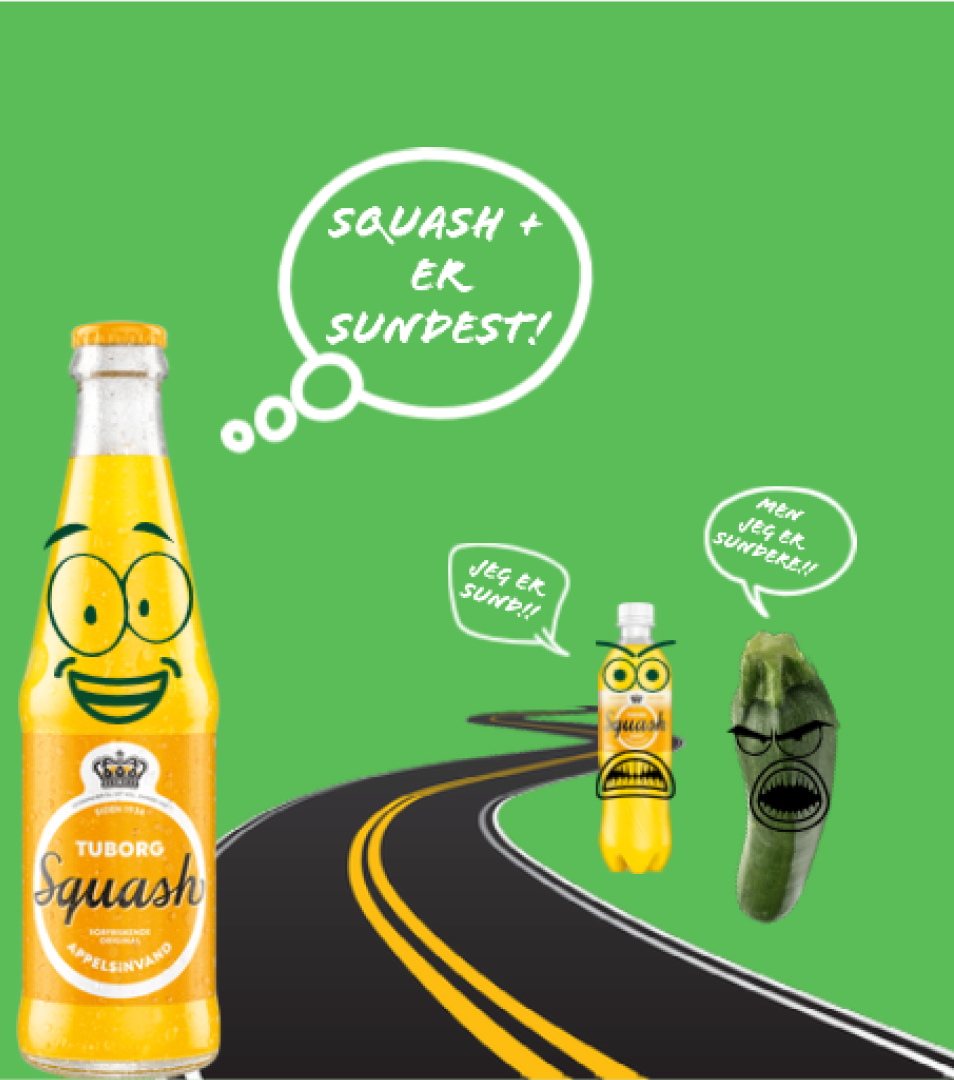 SQUASH +
ER
SUNDEST!
MEN
JEG ER
SUNDERE!!
JEG ER
SUND!!
Squash
SIDEN 1936
TUBORG
Squash
APPELSINVAND